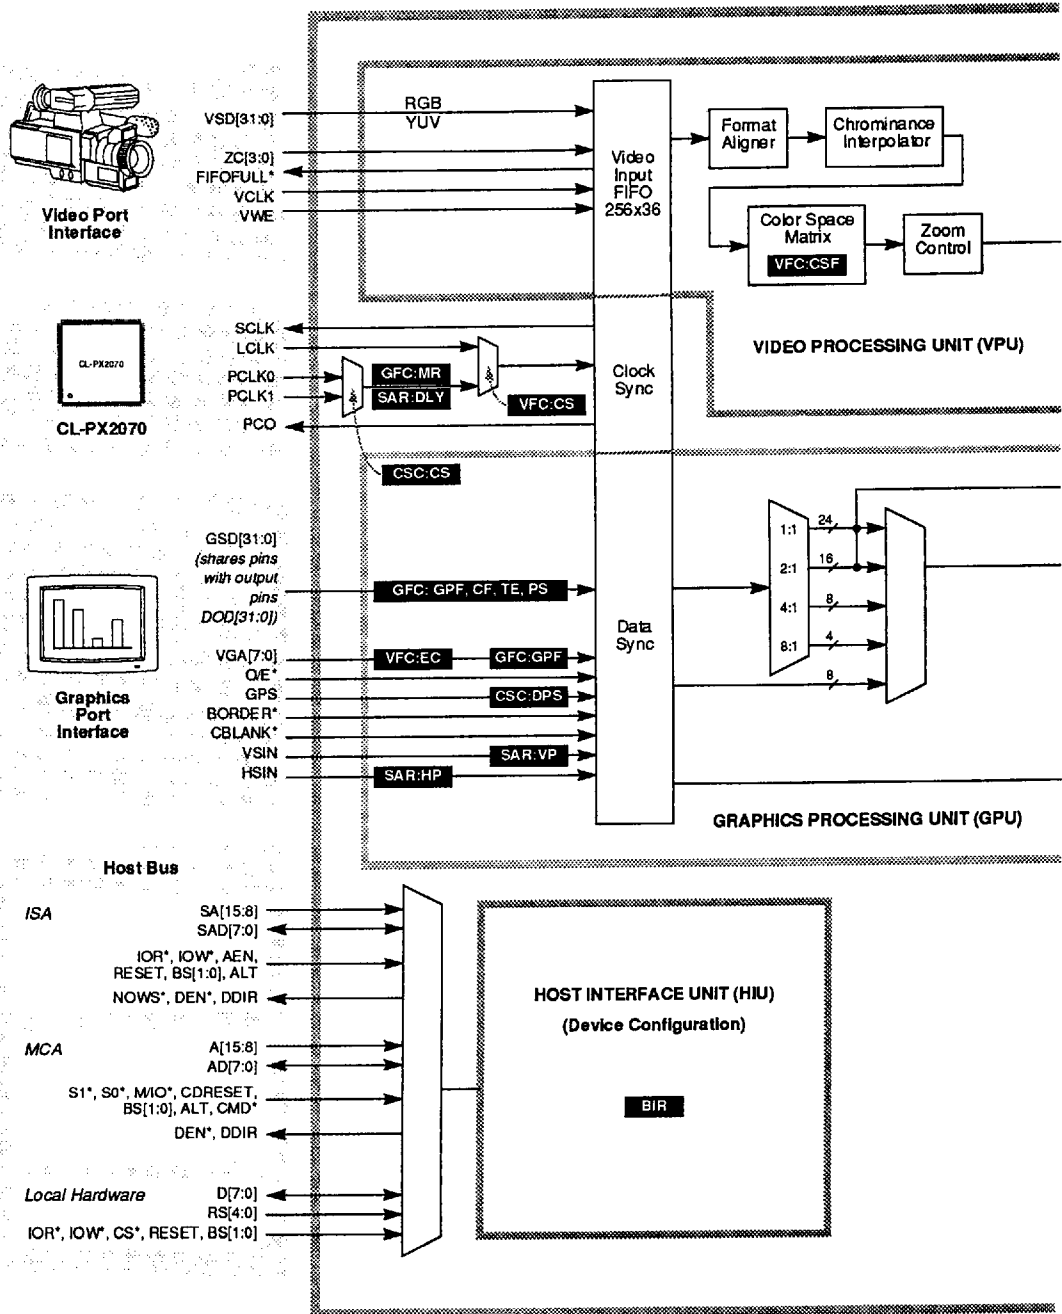 VSD[31:0]
RGB
YUV
ZC[3:0]
FIFOFULL*
VCLK
VWE
Video Port
Interface
Video
Input
FIFO
256x36
Format
Aligner
Chrominance
Interpolator
Color Space
Matrix
VFC:CSF
Zoom
Control
VIDEO PROCESSING UNIT (VPU)
CL-PX2070
CL-PX2070
SCLK
LCLK
PCLK0
PCLK1
PCO
GFC:MR
SAR:DLY
VFC:CS
CSC:CS
Clock
Sync
GSD[31:0]
(shares pins
with output
pins
DOD[31:0])
GFC: GPF, CF, TE, PS
VGA[7:0]
VFC:EC
GFC:GPF
O/E*
GPS
CSC:DPS
BORDER*
CBLANK*
VSIN
SAR:VP
HSIN
SAR:HP
Graphics
Port
Interface
Data
Sync
1:1
24
2:1
16
4:1
8
8:1
4
8
GRAPHICS PROCESSING UNIT (GPU)
Host Bus
ISA
SA[15:8]
SAD[7:0]
IOR*, IOW*, AEN,
RESET, BS[1:0], ALT
NOWS*, DEN*, DDIR
MCA
A[15:8]
AD[7:0]
S1*, S0*, M/IO*, CDRESET,
BS[1:0], ALT, CMD*
DEN*, DDIR
Local Hardware
D[7:0]
RS[4:0]
IOR*, IOW*, CS*, RESET, BS[1:0]
HOST INTERFACE UNIT (HIU)
(Device Configuration)
BIR